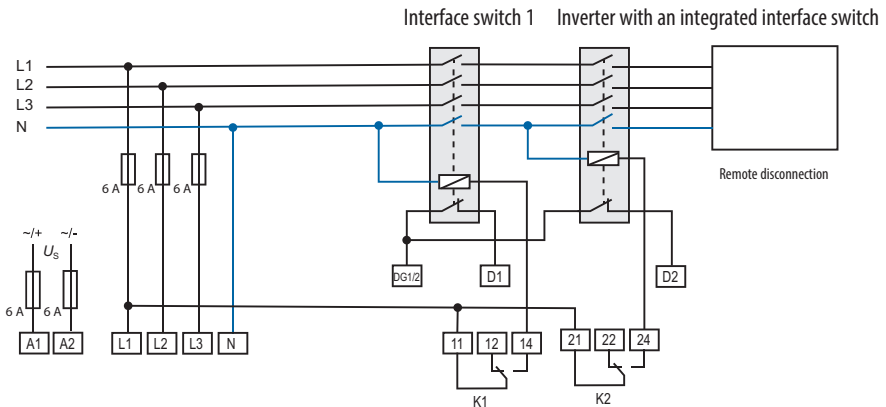 Interface switch 1 Inverter with an integrated interface switch
L1
L2
L3
N
6 A 6 A 6 A
Remote disconnection
~/+ ~/-
Us
DG1/2 D1 D2
6 A 6 A
A1 A2 L1 L2 L3 N 11 12 14 21 22 24
K1 K2